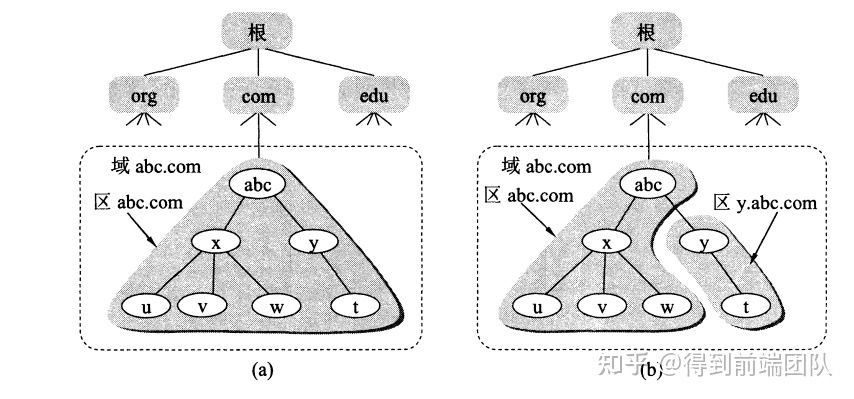 根
org com edu
域 abc.com
区 abc.com
abc
x y
u v w t
(a)
根
org com edu
域 abc.com
区 abc.com
区 y.abc.com
abc
x y
u v w t
(b)
知乎 @得到前端团队